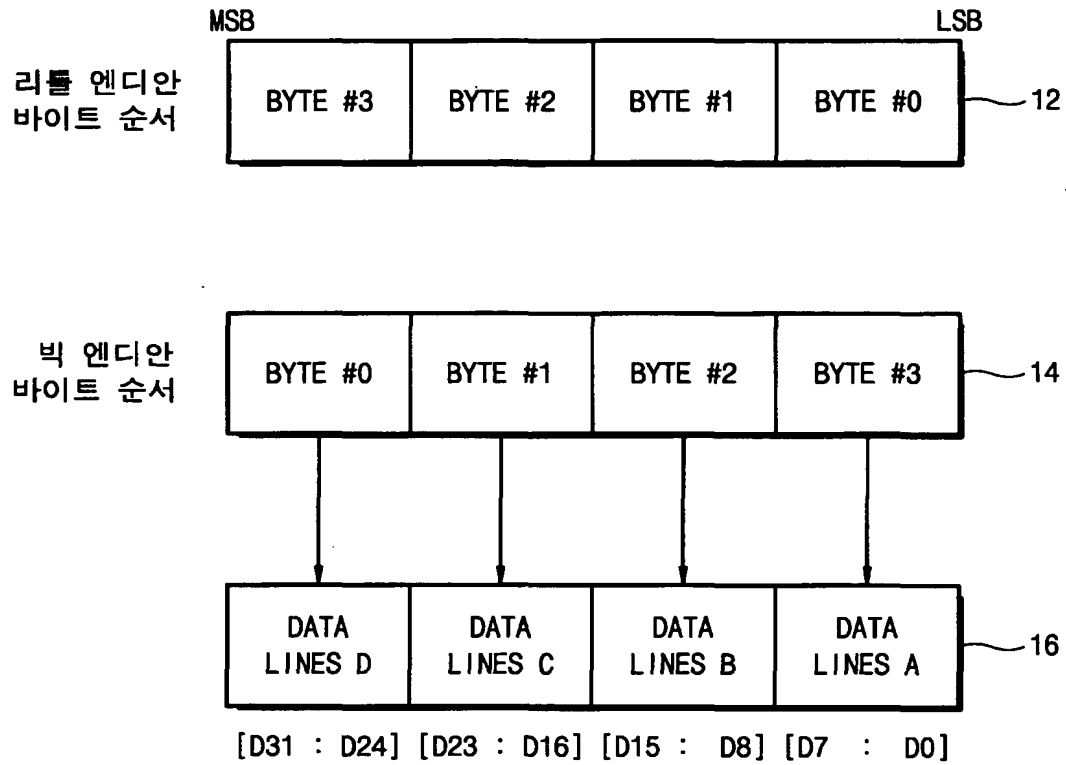 MSB LSB
리틀 엔디안
바이트 순서
BYTE #3 BYTE #2 BYTE #1 BYTE #0 12
빅 엔디안
바이트 순서
BYTE #0 BYTE #1 BYTE #2 BYTE #3 14
DATA LINES D
DATA LINES C
DATA LINES B
DATA LINES A
16
[D31 : D24] [D23 : D16] [D15 : D8] [D7 : D0]